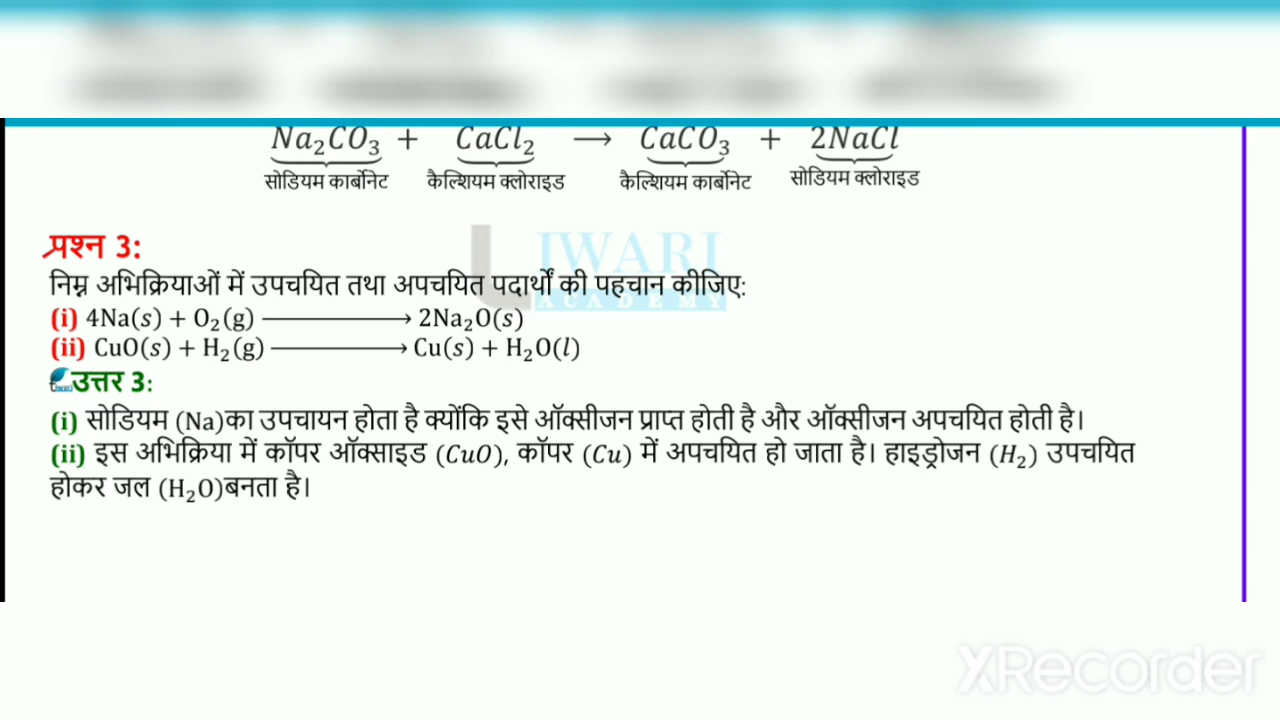 Na₂CO₃ + CaCl₂ ⟶ CaCO₃ + 2NaCl
सोडियम कार्बोनेट कैल्शियम क्लोराइड कैल्शियम कार्बोनेट सोडियम क्लोराइड
IWARI
ACADEMY
प्रश्न 3:
निम्न अभिक्रियाओं में उपचयित तथा अपचयित पदार्थों की पहचान कीजिए:
(i) 4Na(s) + O₂(g) ⟶ 2Na₂O(s)
(ii) CuO(s) + H₂(g) ⟶ Cu(s) + H₂O(l)
उत्तर 3:
(i) सोडियम (Na)का उपचायन होता है क्योंकि इसे ऑक्सीजन प्राप्त होती है और ऑक्सीजन अपचयित होती है।
(ii) इस अभिक्रिया में कॉपर ऑक्साइड (CuO), कॉपर (Cu) में अपचयित हो जाता है। हाइड्रोजन (H₂) उपचयित
होकर जल (H₂O)बनता है।
XRecorder